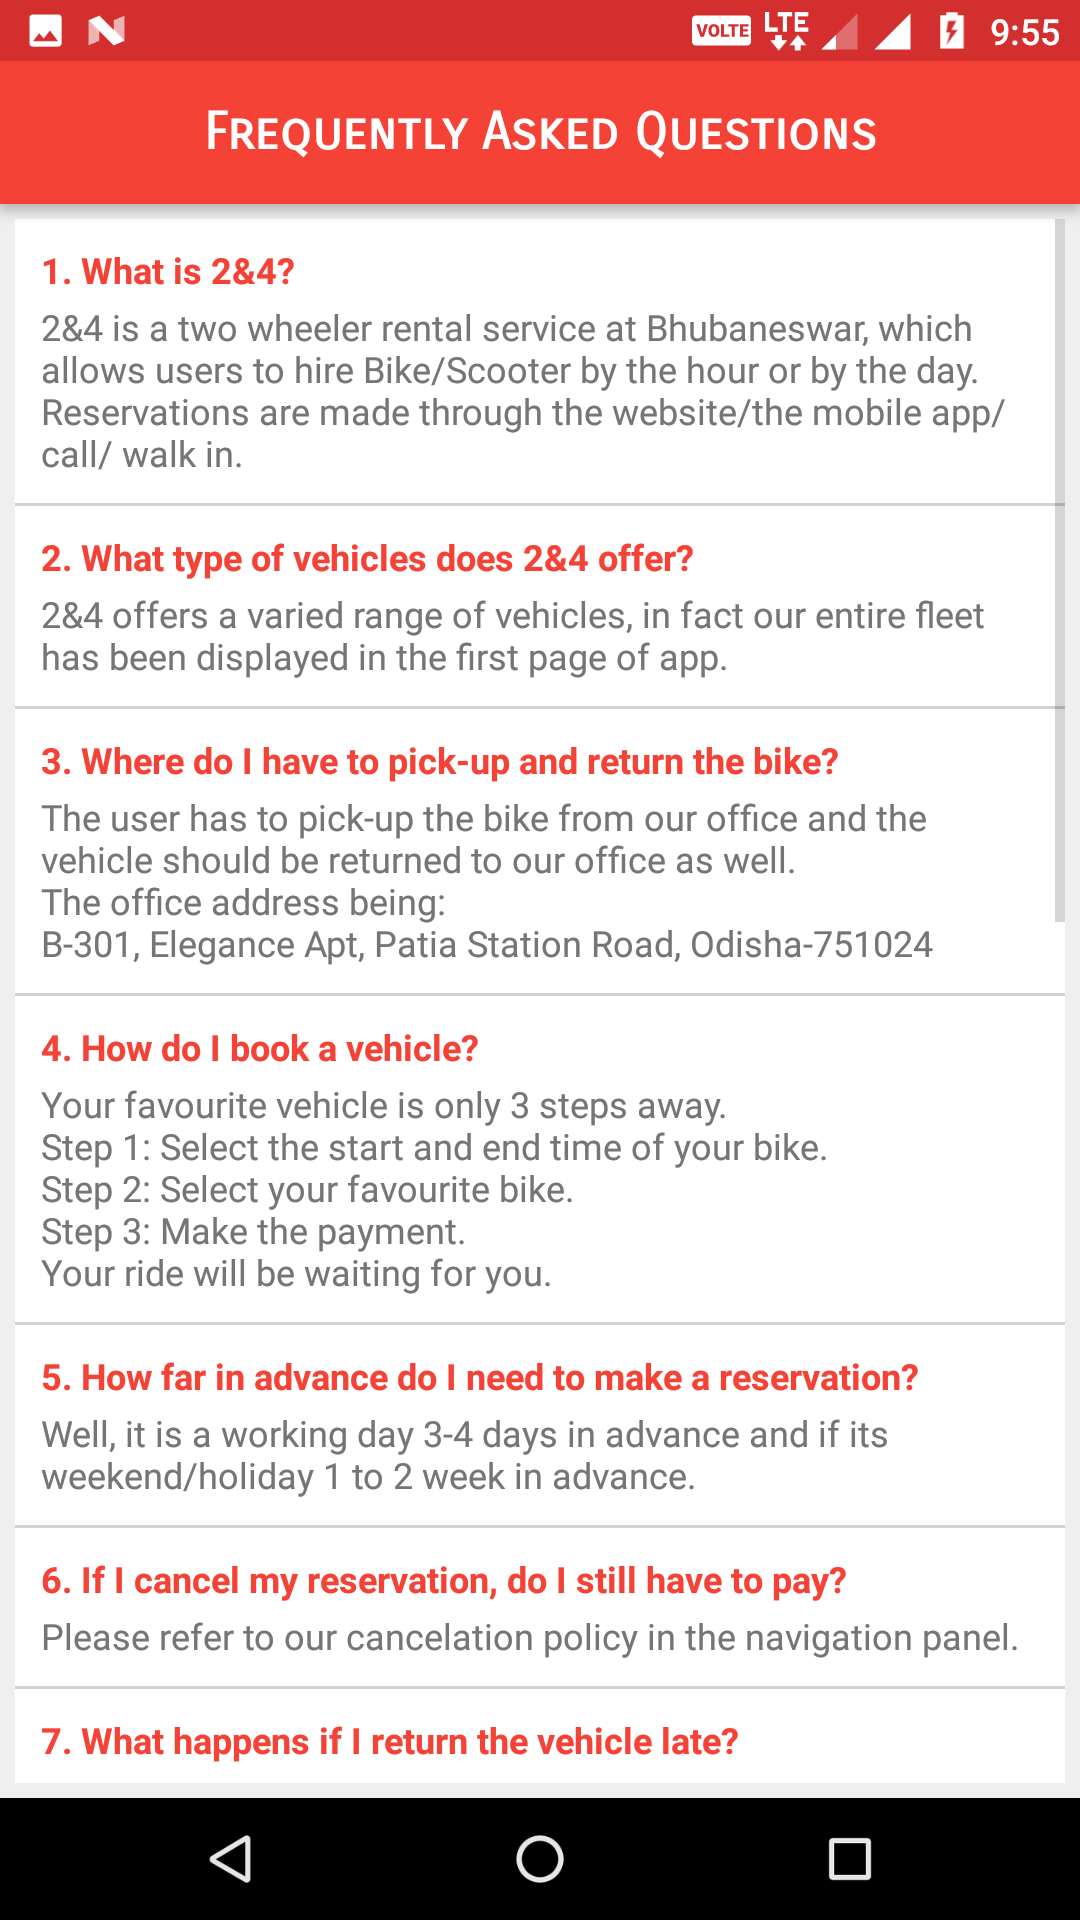 VOLTE LTE 9:55
Frequently Asked Questions
1. What is 2&4?
2&4 is a two wheeler rental service at Bhubaneswar, which
allows users to hire Bike/Scooter by the hour or by the day.
Reservations are made through the website/the mobile app/
call/ walk in.
2. What type of vehicles does 2&4 offer?
2&4 offers a varied range of vehicles, in fact our entire fleet
has been displayed in the first page of app.
3. Where do I have to pick-up and return the bike?
The user has to pick-up the bike from our office and the
vehicle should be returned to our office as well.
The office address being:
B-301, Elegance Apt, Patia Station Road, Odisha-751024
4. How do I book a vehicle?
Your favourite vehicle is only 3 steps away.
Step 1: Select the start and end time of your bike.
Step 2: Select your favourite bike.
Step 3: Make the payment.
Your ride will be waiting for you.
5. How far in advance do I need to make a reservation?
Well, it is a working day 3-4 days in advance and if its
weekend/holiday 1 to 2 week in advance.
6. If I cancel my reservation, do I still have to pay?
Please refer to our cancelation policy in the navigation panel.
7. What happens if I return the vehicle late?